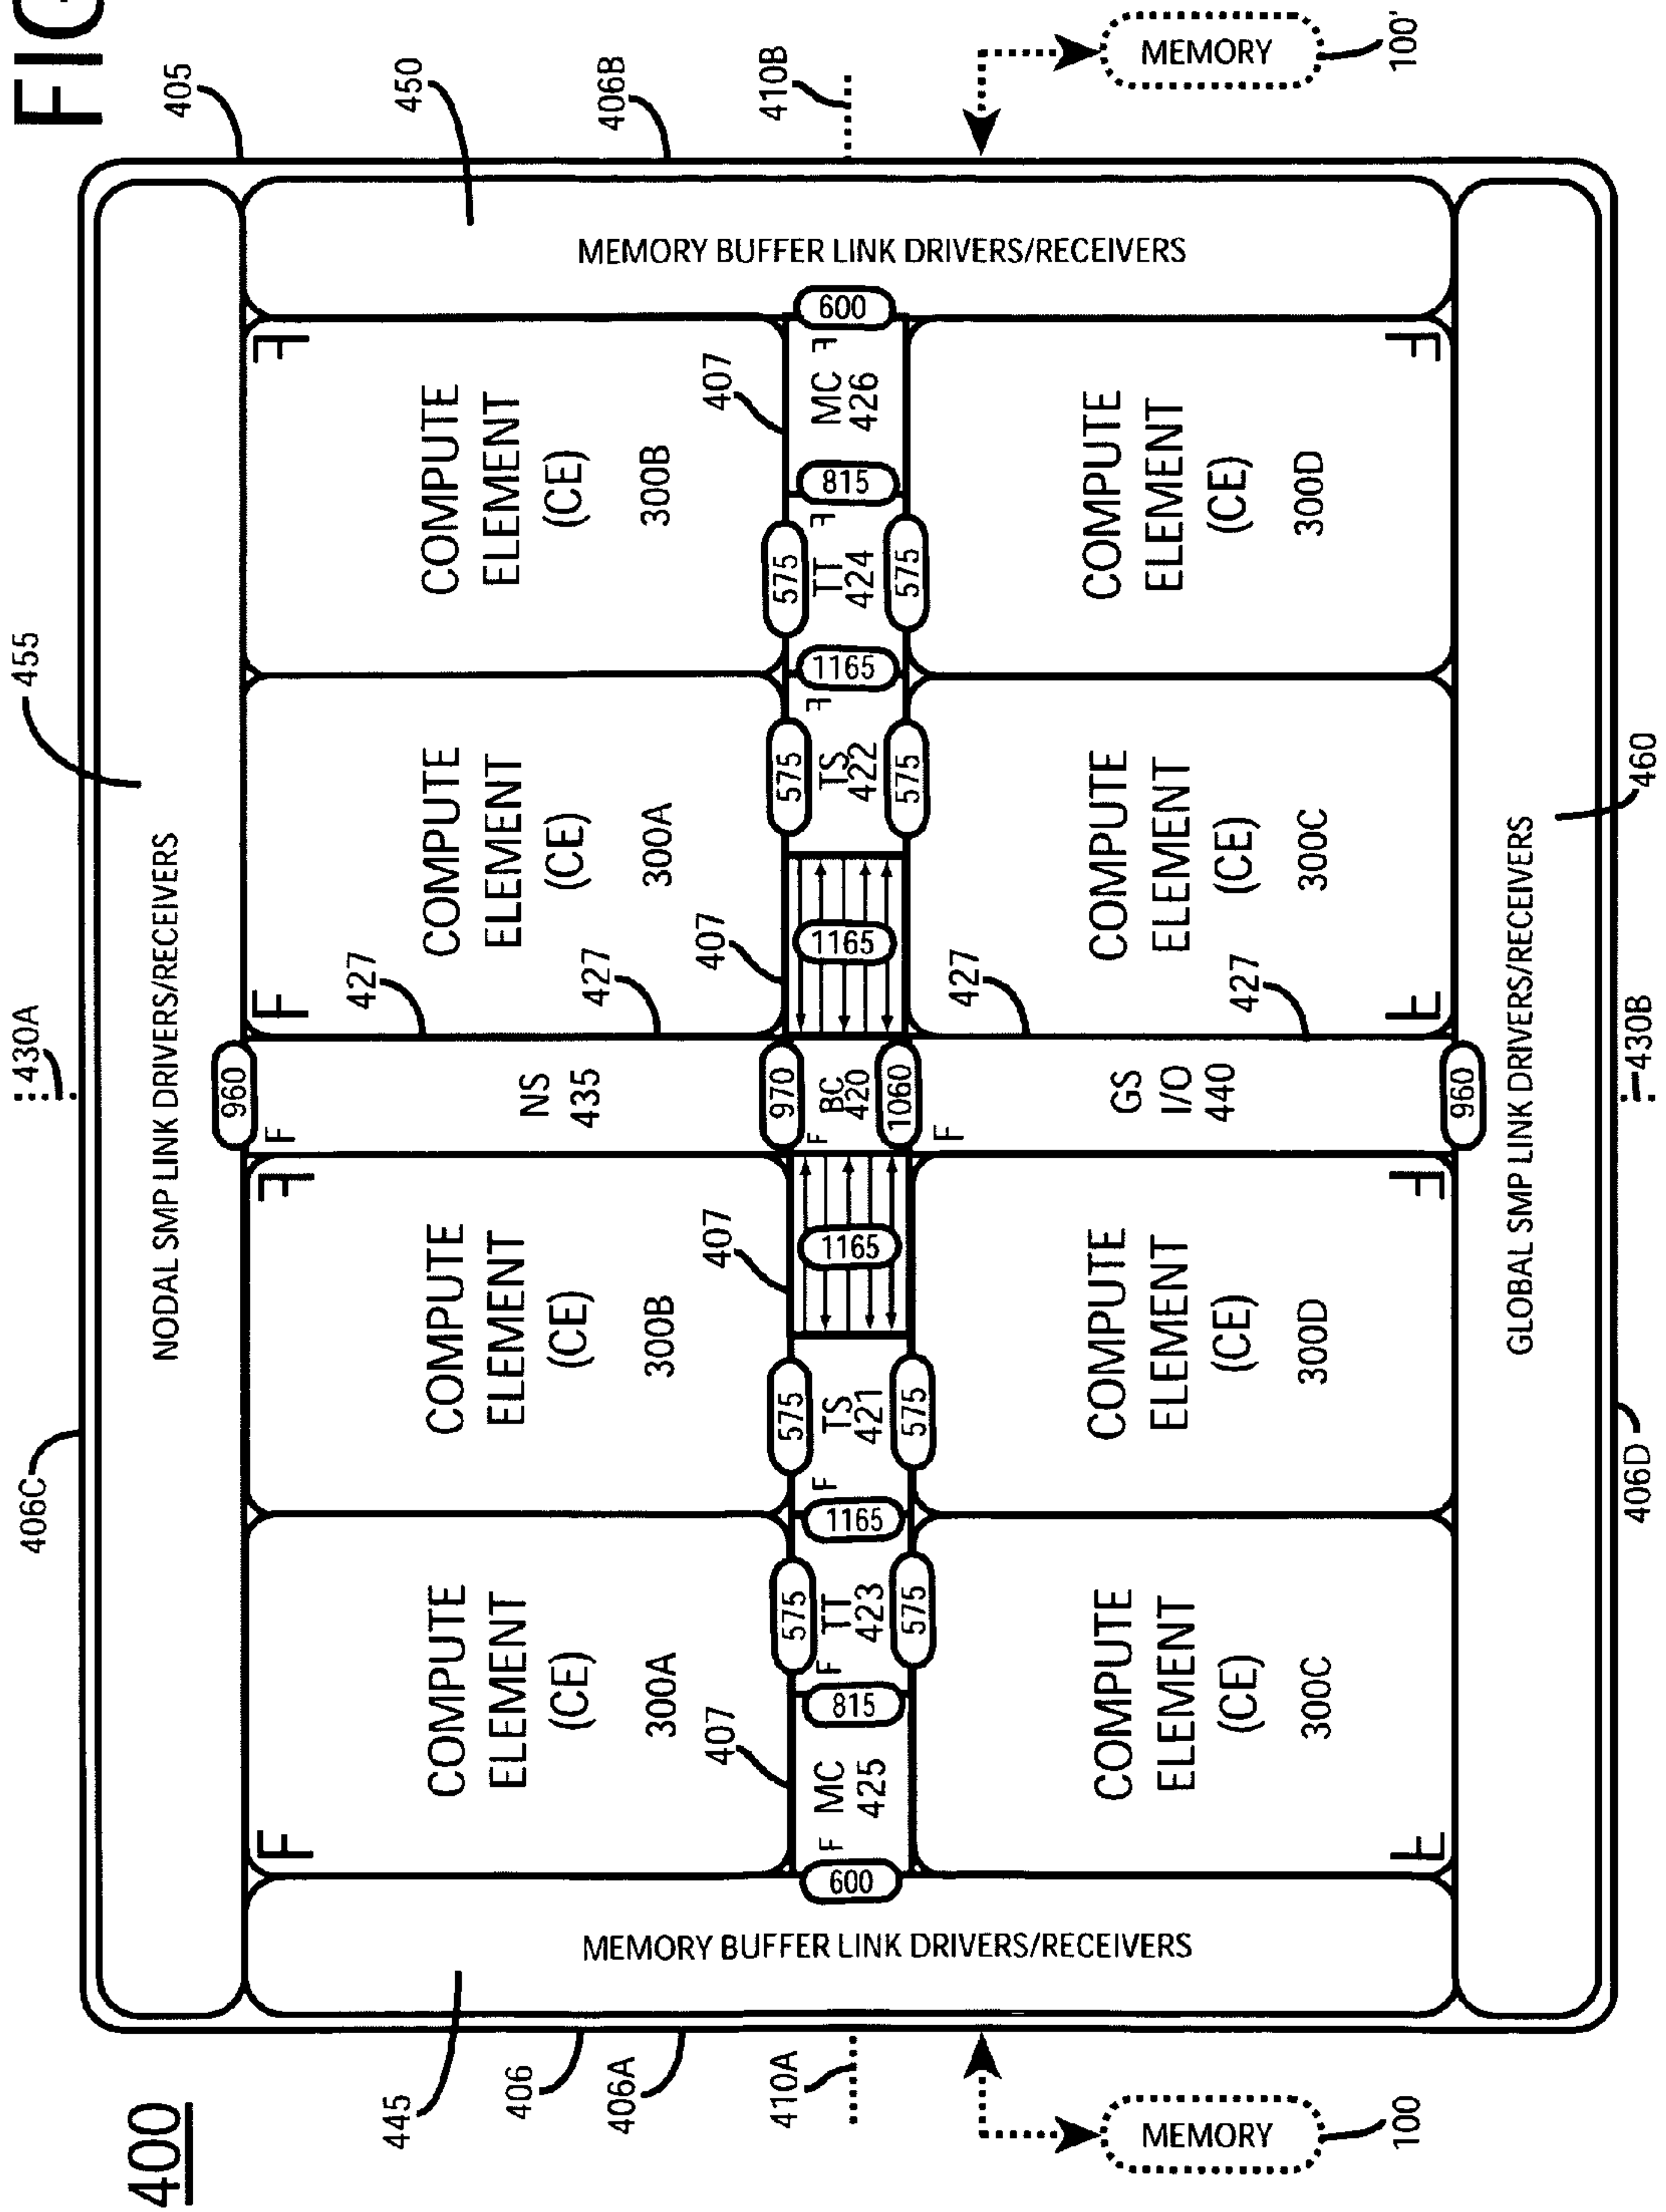 400
FIG
406C
430A
455
405
NODAL SMP LINK DRIVERS/RECEIVERS
960
F
F
F
F
F
445
427
450
COMPUTE
ELEMENT
(CE)
300A
COMPUTE
ELEMENT
(CE)
300B
NS
435
COMPUTE
ELEMENT
(CE)
300A
COMPUTE
ELEMENT
(CE)
300B
406
427
406B
406A
407
407
407
407
MEMORY BUFFER LINK DRIVERS/RECEIVERS
MEMORY BUFFER LINK DRIVERS/RECEIVERS
410A
575
575
970
575
575
410B
600
F
MC
425
815
F
TT
423
1165
F
TS
421
1165
F
BC
420
1165
TS
422
F
1165
TT
424
F
815
MC
426
F
600
575
575
1060
575
575
F
427
COMPUTE
ELEMENT
(CE)
300C
COMPUTE
ELEMENT
(CE)
300D
GS
I/O
440
COMPUTE
ELEMENT
(CE)
300C
COMPUTE
ELEMENT
(CE)
300D
MEMORY
MEMORY
427
F
F
F
F
100
100'
960
GLOBAL SMP LINK DRIVERS/RECEIVERS
406D
430B
460